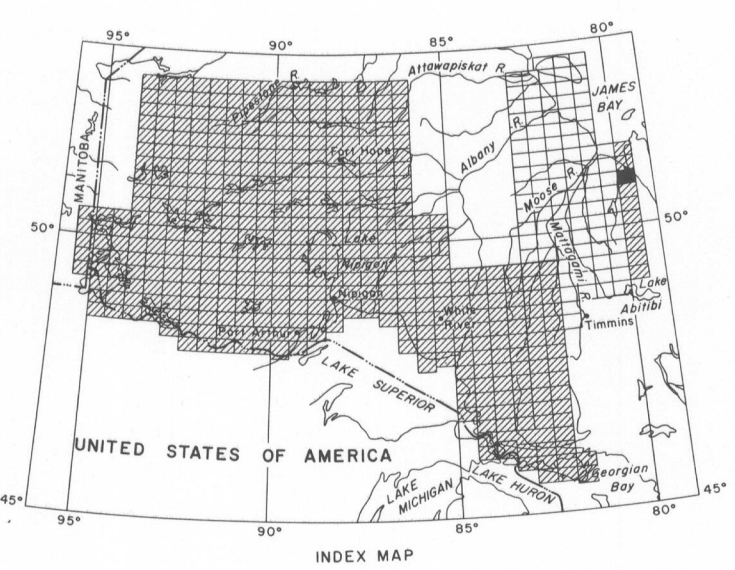 95°
90°
85°
80°
Attawapiskat R.
JAMES
BAY
Pipestone R.
MANITOBA
Fort Hope
Albany R.
Moose R.
50°
50°
Lake
Nipigon
Mattagami R.
Nipigon
Lake
Abitibi
White
River
Timmins
Port Arthur
LAKE SUPERIOR
UNITED STATES OF AMERICA
Georgian
Bay
LAKE HURON
LAKE
MICHIGAN
45°
45°
95°
90°
85°
80°
INDEX MAP